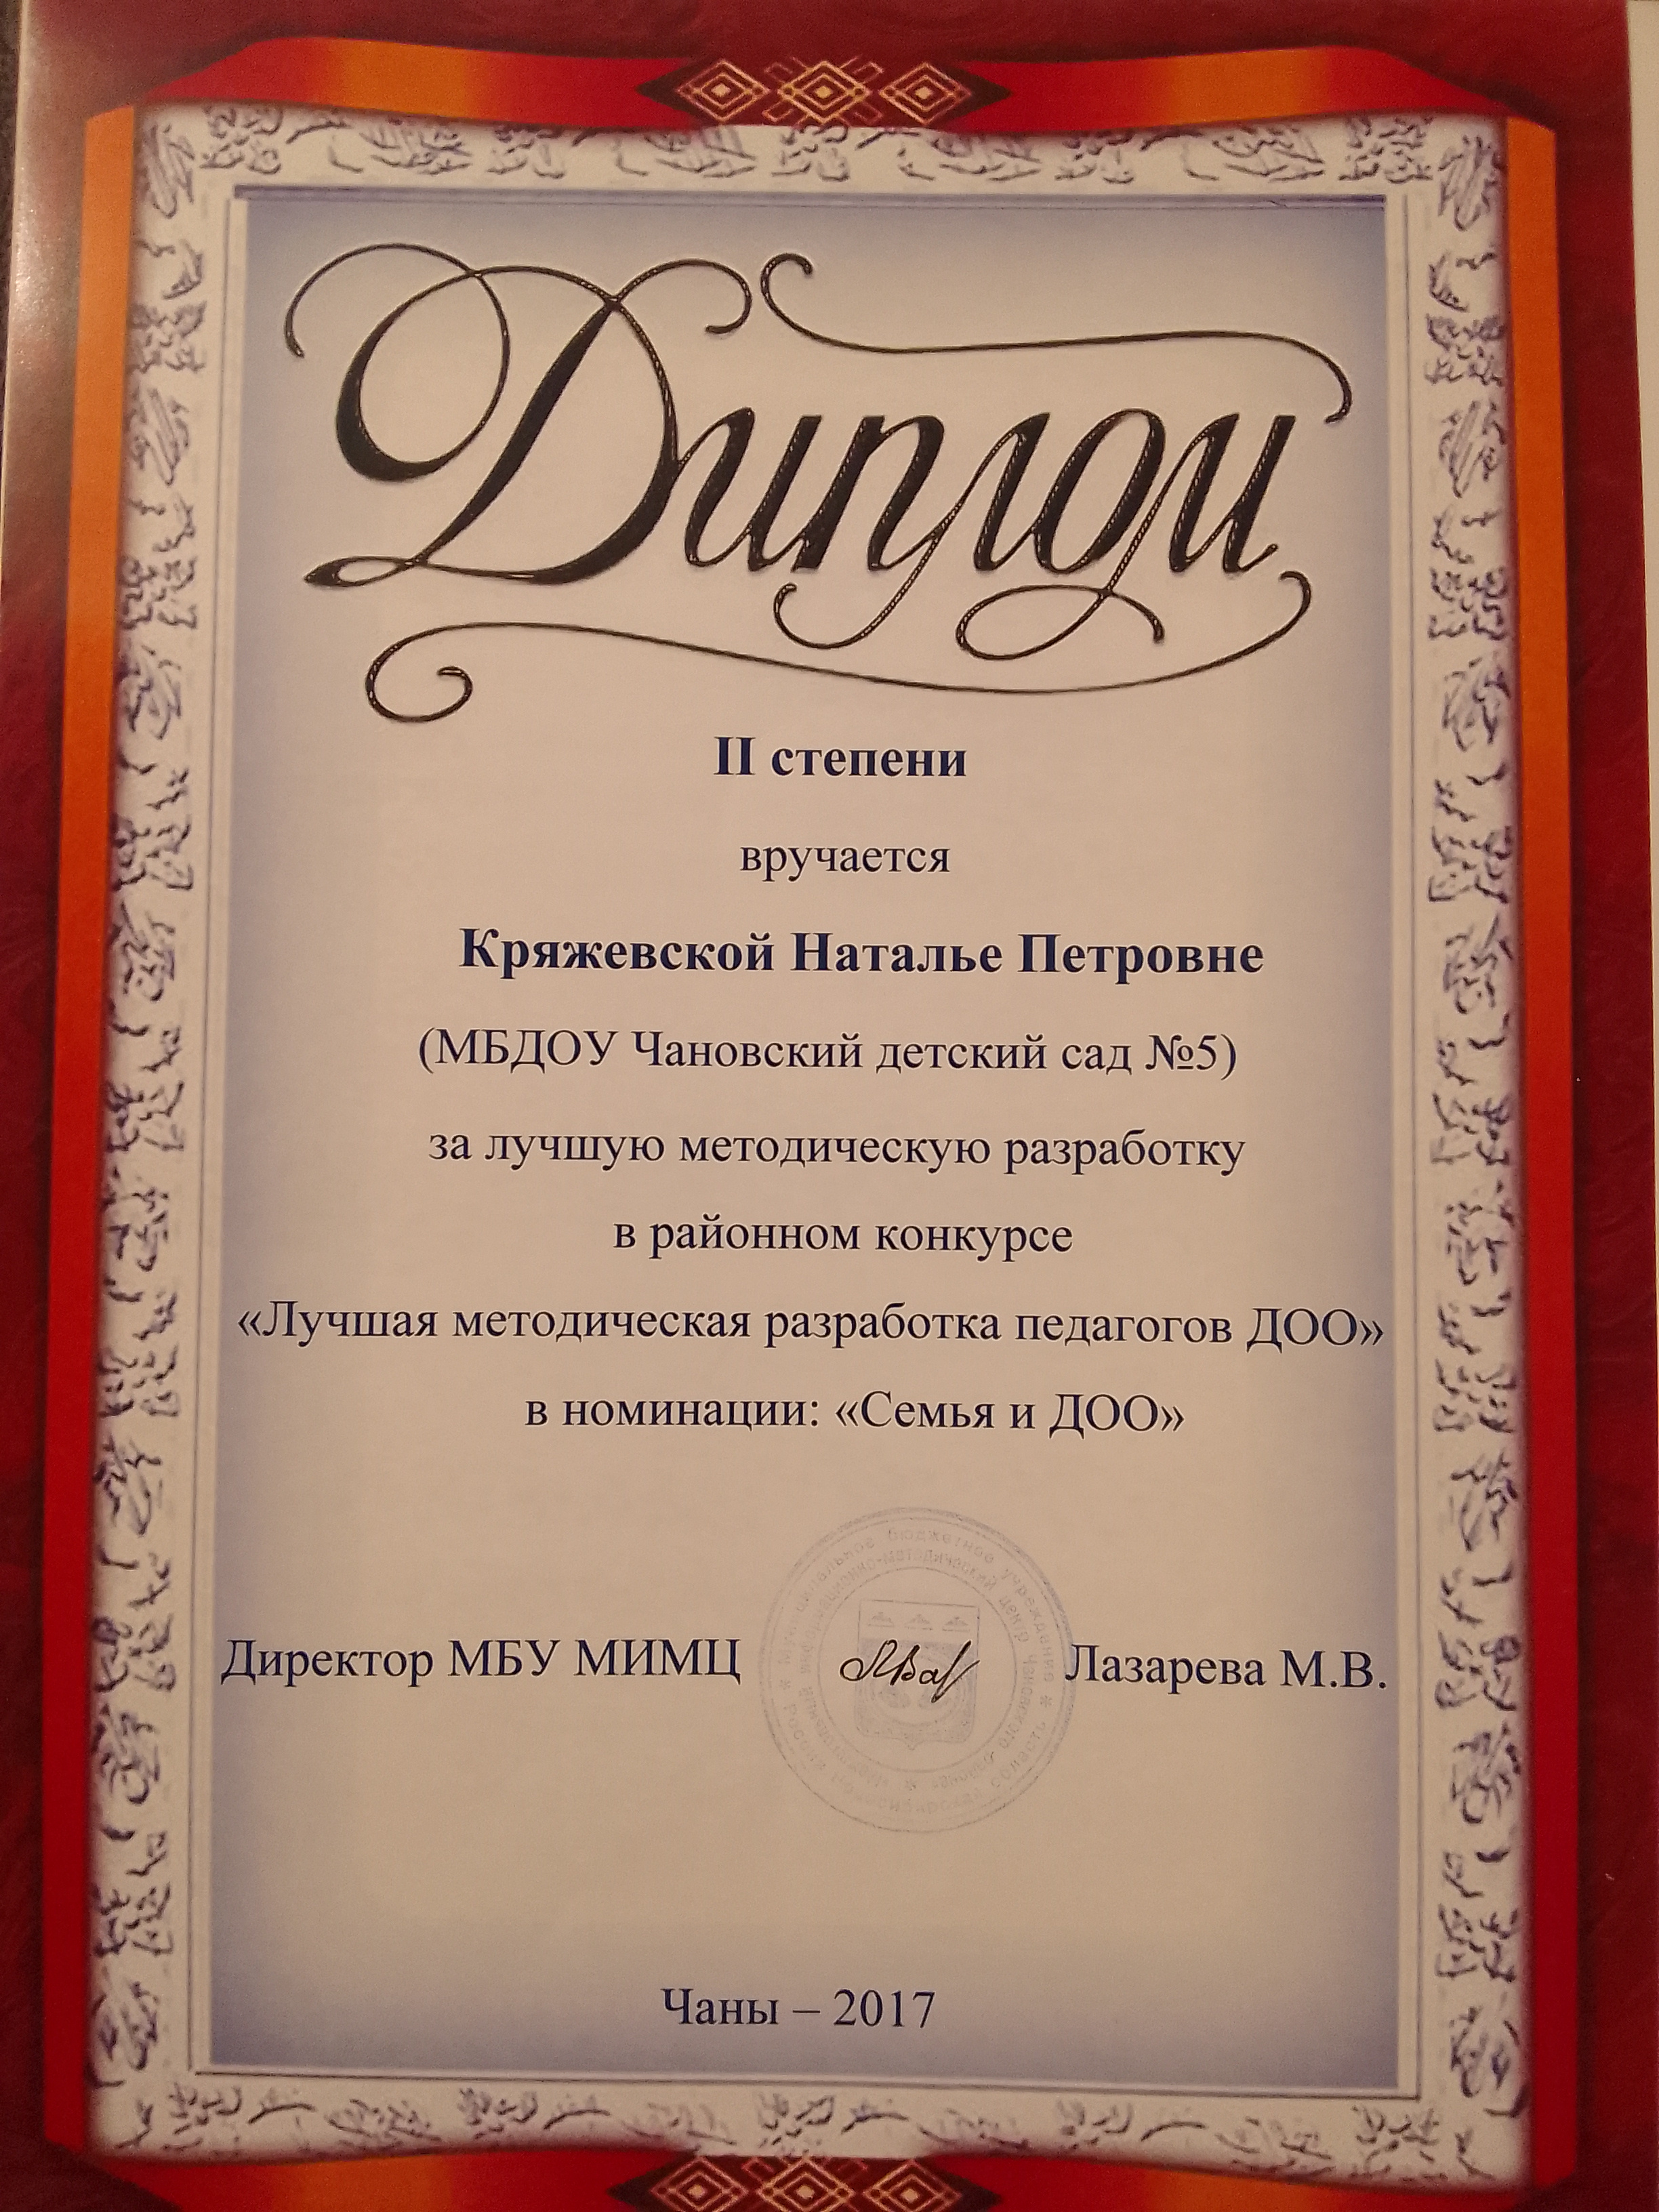 Диплом
II степени
вручается
Кряжевской Наталье Петровне
(МБДОУ Чановский детский сад №5)
за лучшую методическую разработку
в районном конкурсе
«Лучшая методическая разработка педагогов ДОО»
в номинации: «Семья и ДОО»
Директор МБУ МИМЦ Лазарева М.В.
Чаны – 2017